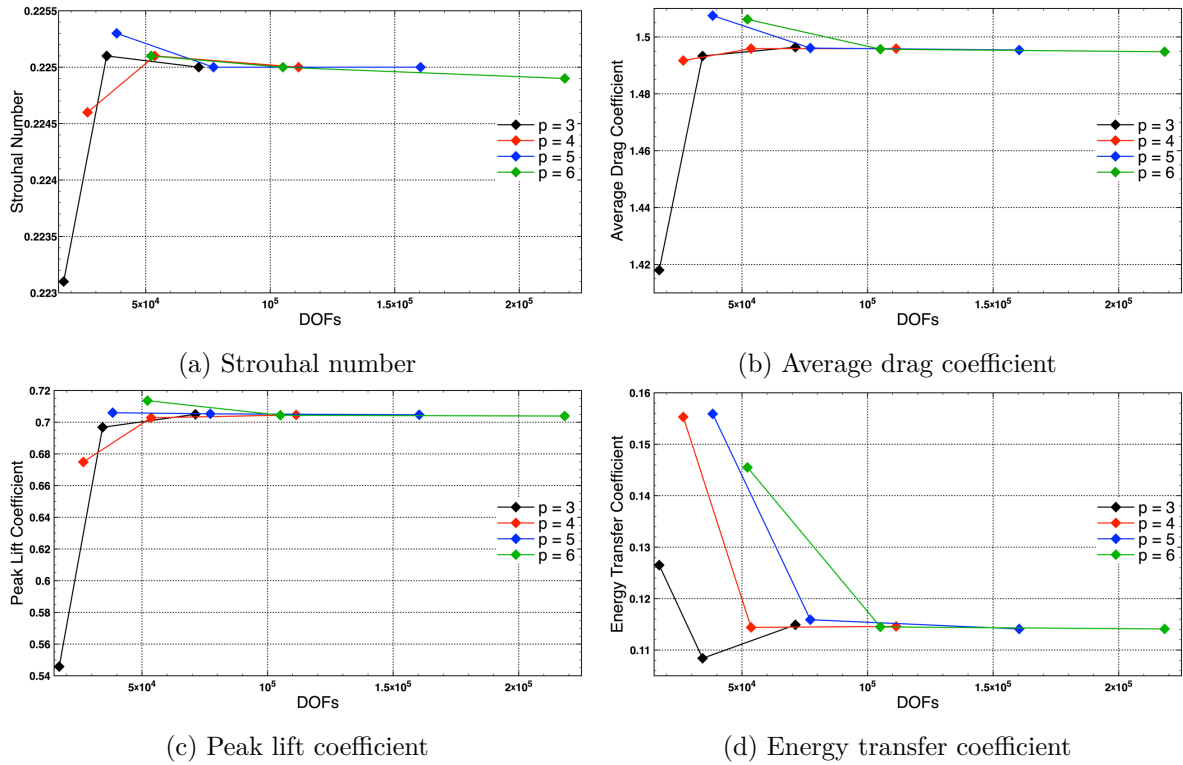 0.2255
0.225
0.2245
0.224
0.2235
0.223
Strouhal Number
p = 3
p = 4
p = 5
p = 6
5×10⁴
10⁵
1.5×10⁵
2×10⁵
DOFs
(a) Strouhal number
1.5
1.48
1.46
1.44
1.42
Average Drag Coefficient
p = 3
p = 4
p = 5
p = 6
5×10⁴
10⁵
1.5×10⁵
2×10⁵
DOFs
(b) Average drag coefficient
0.72
0.7
0.68
0.66
0.64
0.62
0.6
0.58
0.56
0.54
Peak Lift Coefficient
p = 3
p = 4
p = 5
p = 6
5×10⁴
10⁵
1.5×10⁵
2×10⁵
DOFs
(c) Peak lift coefficient
0.16
0.15
0.14
0.13
0.12
0.11
Energy Transfer Coefficient
p = 3
p = 4
p = 5
p = 6
5×10⁴
10⁵
1.5×10⁵
2×10⁵
DOFs
(d) Energy transfer coefficient